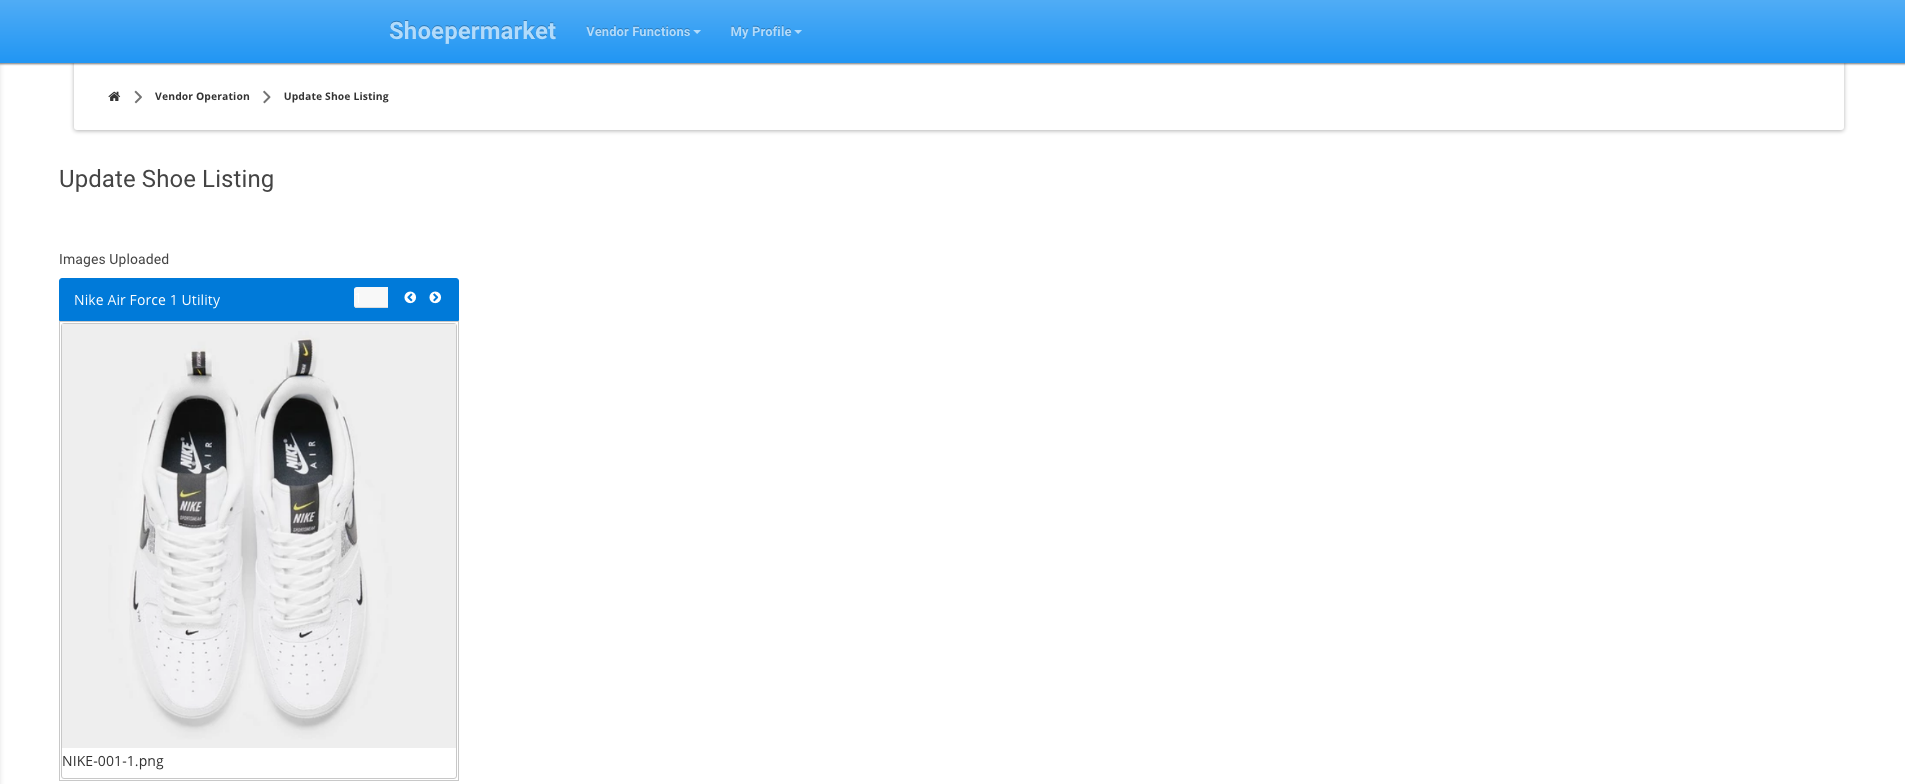 Shoepermarket Vendor Functions My Profile
Vendor Operation Update Shoe Listing
Update Shoe Listing
Images Uploaded
Nike Air Force 1 Utility
NIKE AIR NIKE AIR
NIKE
NIKE
NIKE-001-1.png